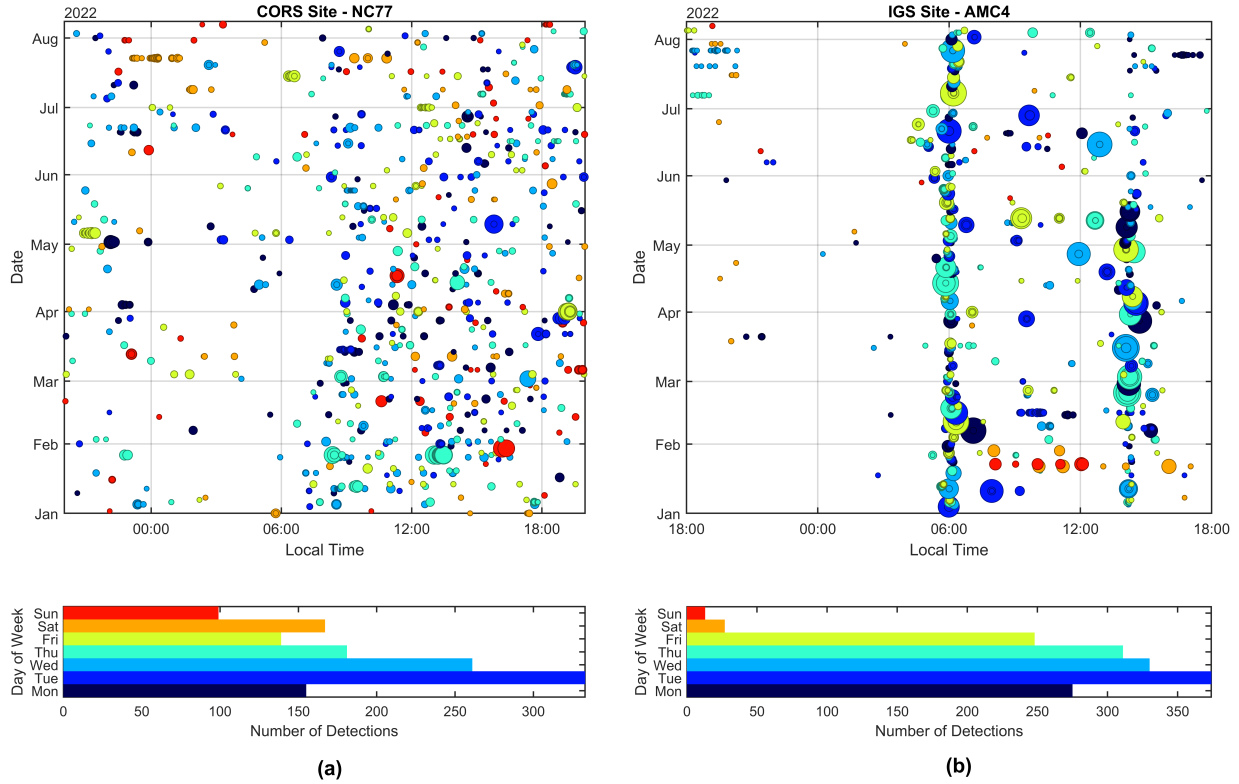 2022
CORS Site - NC77
Aug
Jul
Jun
May
Apr
Mar
Feb
Jan
Date
00:00 06:00 12:00 18:00
Local Time
Sun
Sat
Fri
Thu
Wed
Tue
Mon
Day of Week
0 50 100 150 200 250 300
Number of Detections
(a)
2022
IGS Site - AMC4
Aug
Jul
Jun
May
Apr
Mar
Feb
Jan
Date
18:00 00:00 06:00 12:00 18:00
Local Time
Sun
Sat
Fri
Thu
Wed
Tue
Mon
Day of Week
0 50 100 150 200 250 300 350
Number of Detections
(b)